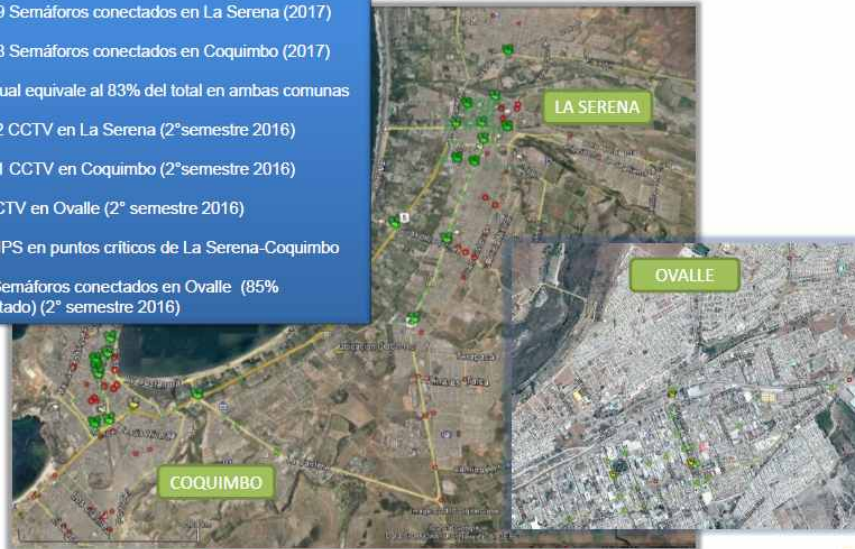 9 Semáforos conectados en La Serena (2017)
3 Semáforos conectados en Coquimbo (2017)
ual equivale al 83% del total en ambas comunas
2 CCTV en La Serena (2°semestre 2016)
1 CCTV en Coquimbo (2°semestre 2016)
CTV en Ovalle (2° semestre 2016)
JPS en puntos críticos de La Serena-Coquimbo
Semáforos conectados en Ovalle (85%
tado) (2° semestre 2016)
LA SERENA
OVALLE
COQUIMBO